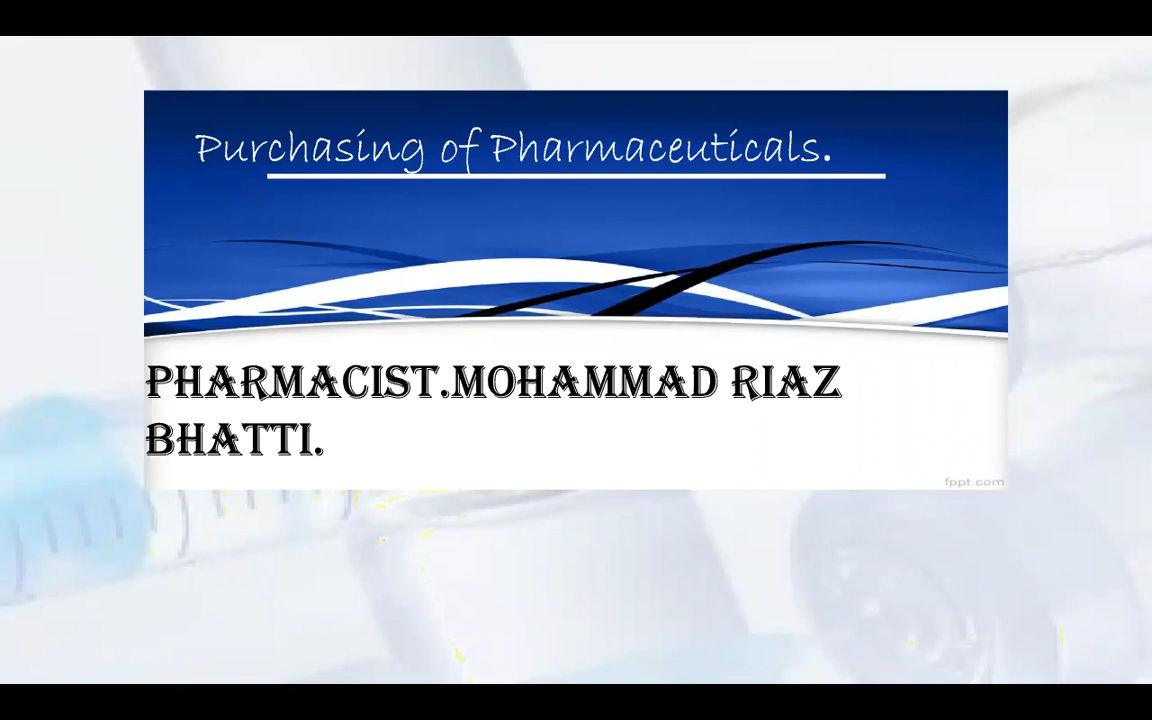 Purchasing of Pharmaceuticals.
PHARMACIST.MOHAMMAD RIAZ
BHATTI.
fppt.com